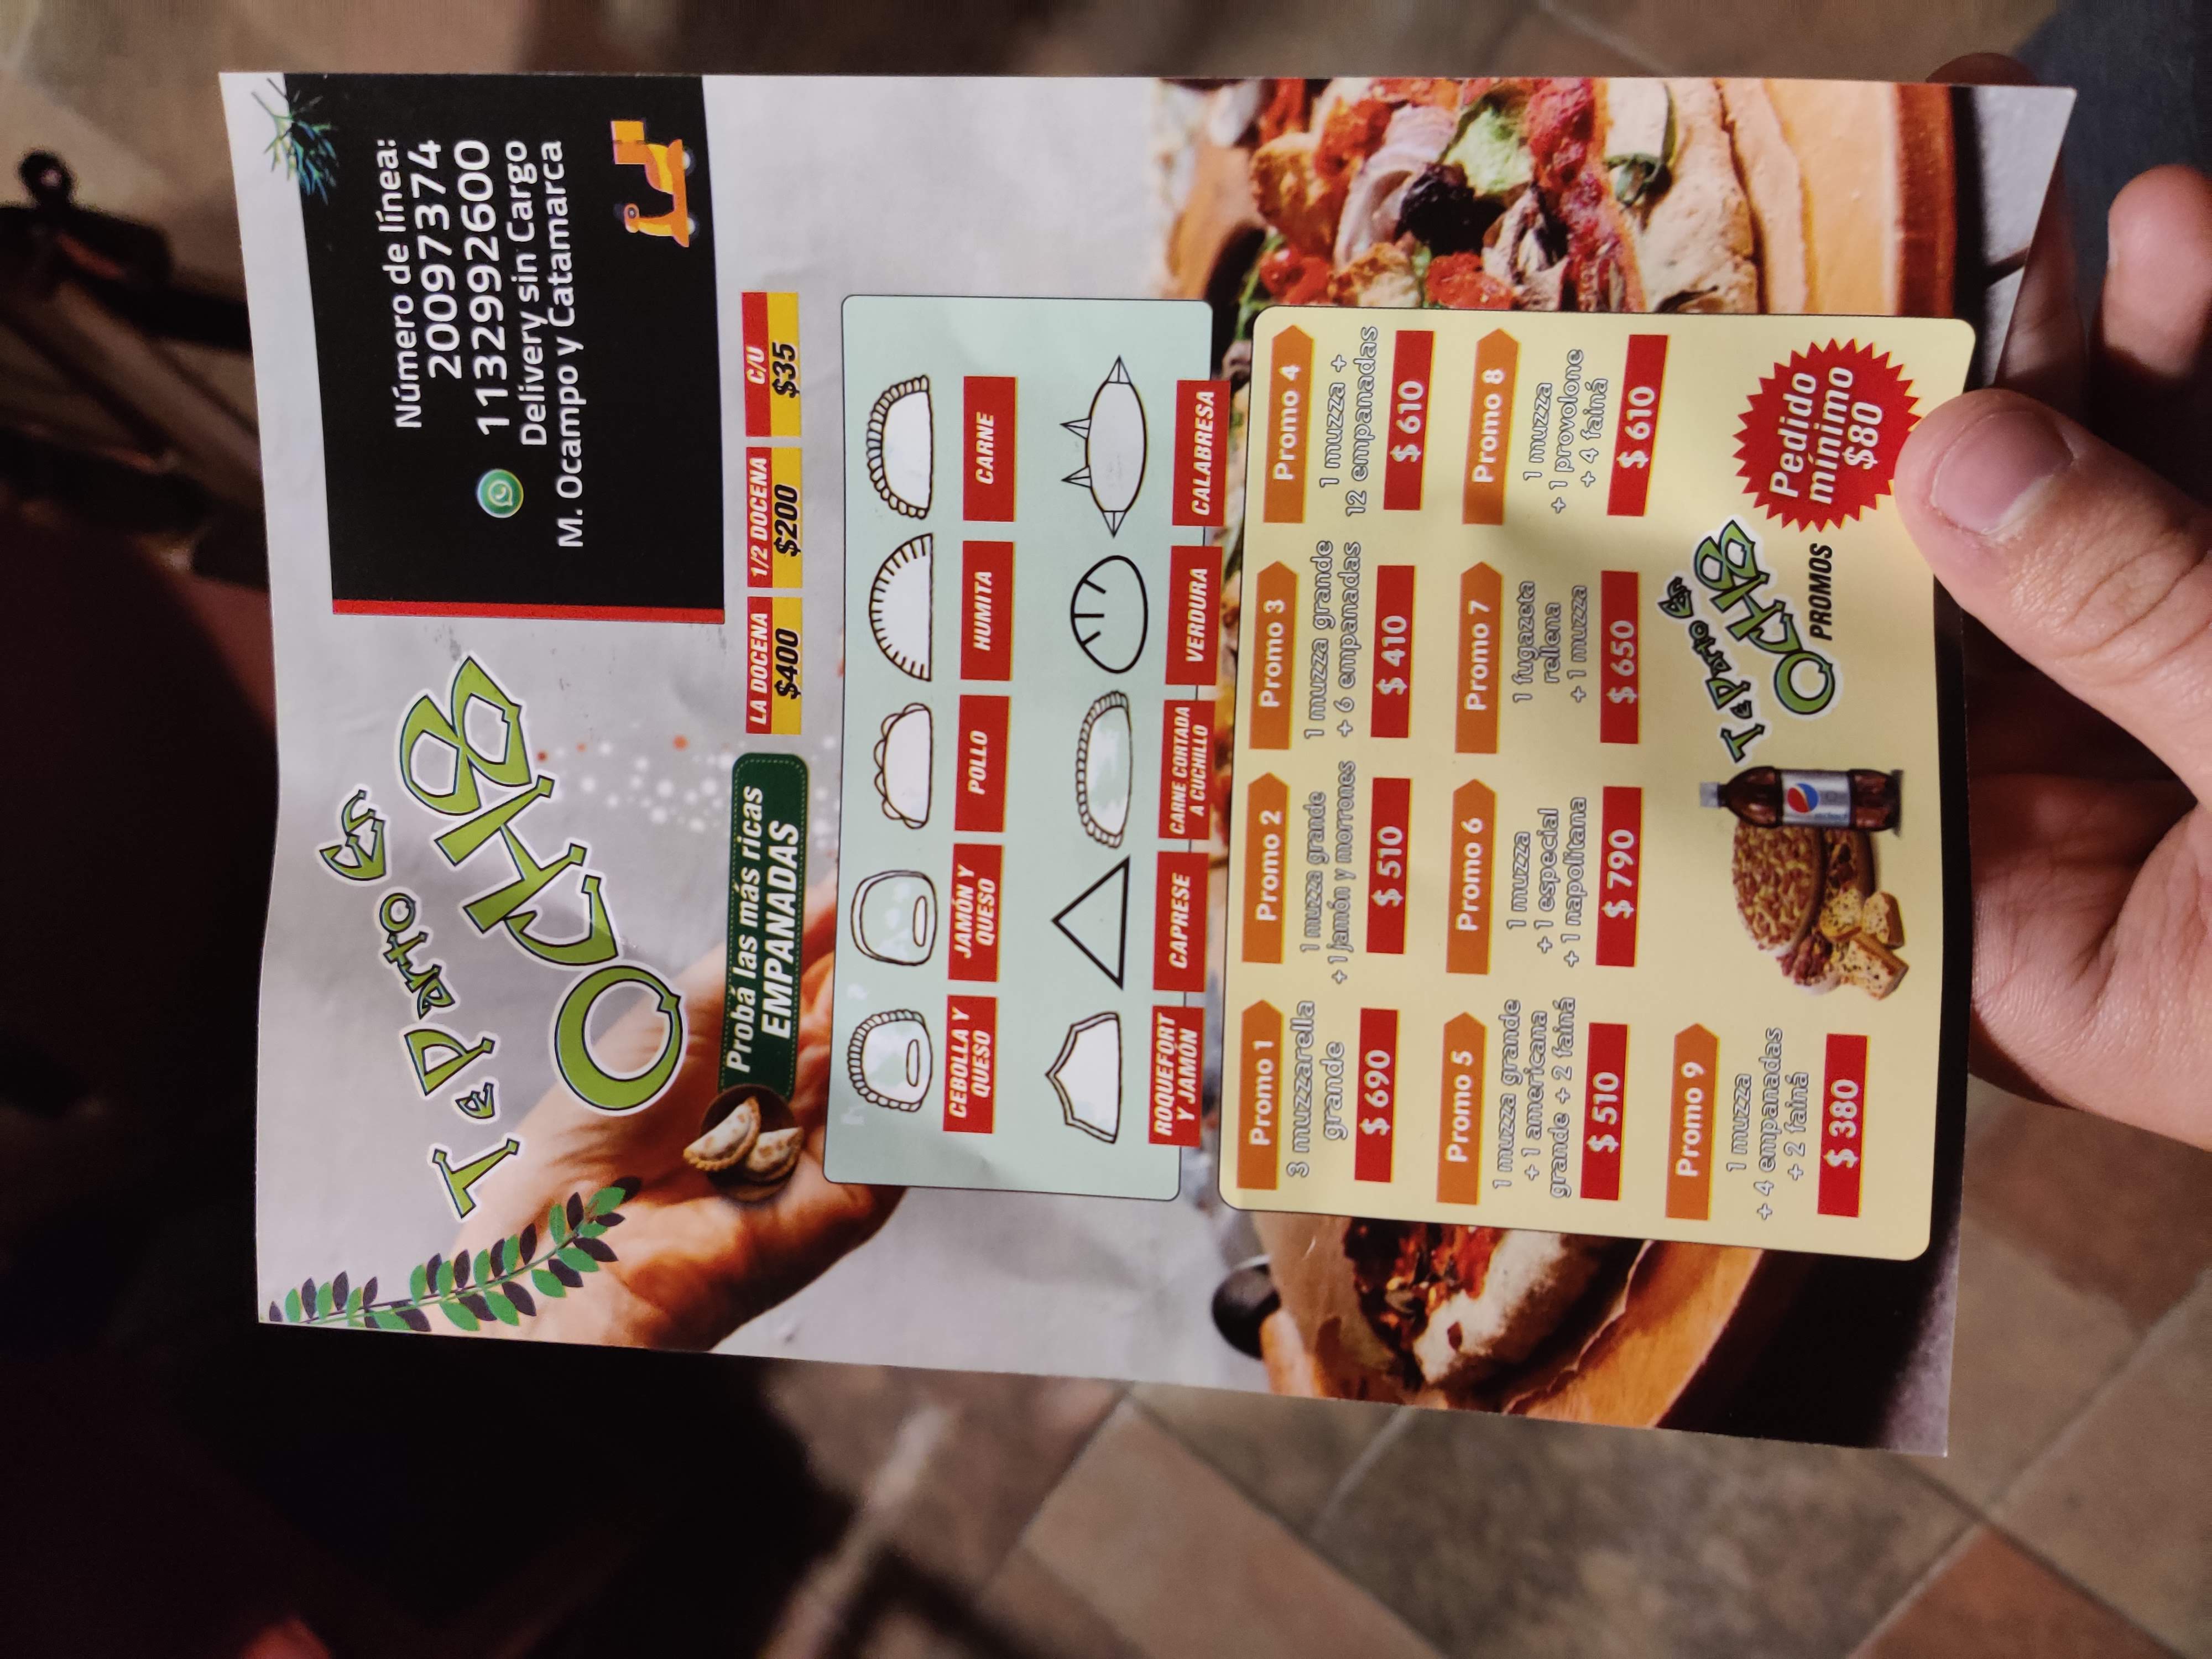 Te Parto En
OCH8
Número de línea:
20097374
1132992600
Delivery sin Cargo
M. Ocampo y Catamarca
Probá las más ricas
EMPANADAS
LA DOCENA
$400
1/2 DOCENA
$200
C/U
$35
CEBOLLA Y
QUESO
JAMÓN Y
QUESO
POLLO
HUMITA
CARNE
ROQUEFORT
Y JAMÓN
CAPRESE
CARNE CORTADA
A CUCHILLO
VERDURA
CALABRESA
Promo 1
3 muzzarella
grande
$ 690
Promo 2
1 muzza grande
+ 1 jamón y morrones
$ 510
Promo 3
1 muzza grande
+ 6 empanadas
$ 410
Promo 4
1 muzza +
12 empanadas
$ 610
Promo 5
1 muzza grande
+ 1 americana
grande + 2 fainá
$ 510
Promo 6
1 muzza
+ 1 especial
+ 1 napolitana
$ 790
Promo 7
1 fugazeta
rellena
+ 1 muzza
$ 650
Promo 8
1 muzza
+ 1 provolone
+ 4 fainá
$ 610
Promo 9
1 muzza
+ 4 empanadas
+ 2 fainá
$ 380
Te Parto En
OCH8
PROMOS
Pedido
mínimo
$80